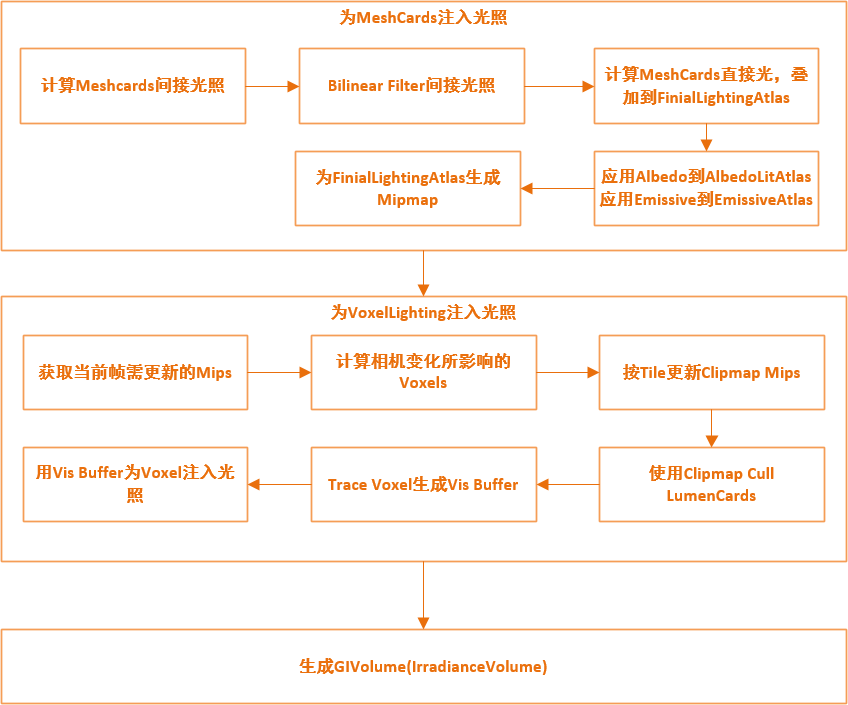 为MeshCards注入光照
计算Meshcards间接光照
Bilinear Filter间接光照
计算MeshCards直接光，叠
加到FinialLightingAtlas
应用Albedo到AlbedoLitAtlas
应用Emissive到EmissiveAtlas
为FinialLightingAtlas生成
Mipmap
为VoxelLighting注入光照
获取当前帧需更新的Mips
计算相机变化所影响的
Voxels
按Tile更新Clipmap Mips
使用Clipmap Cull
LumenCards
Trace Voxel生成Vis Buffer
用Vis Buffer为Voxel注入光
照
生成GIVolume(IrradianceVolume)